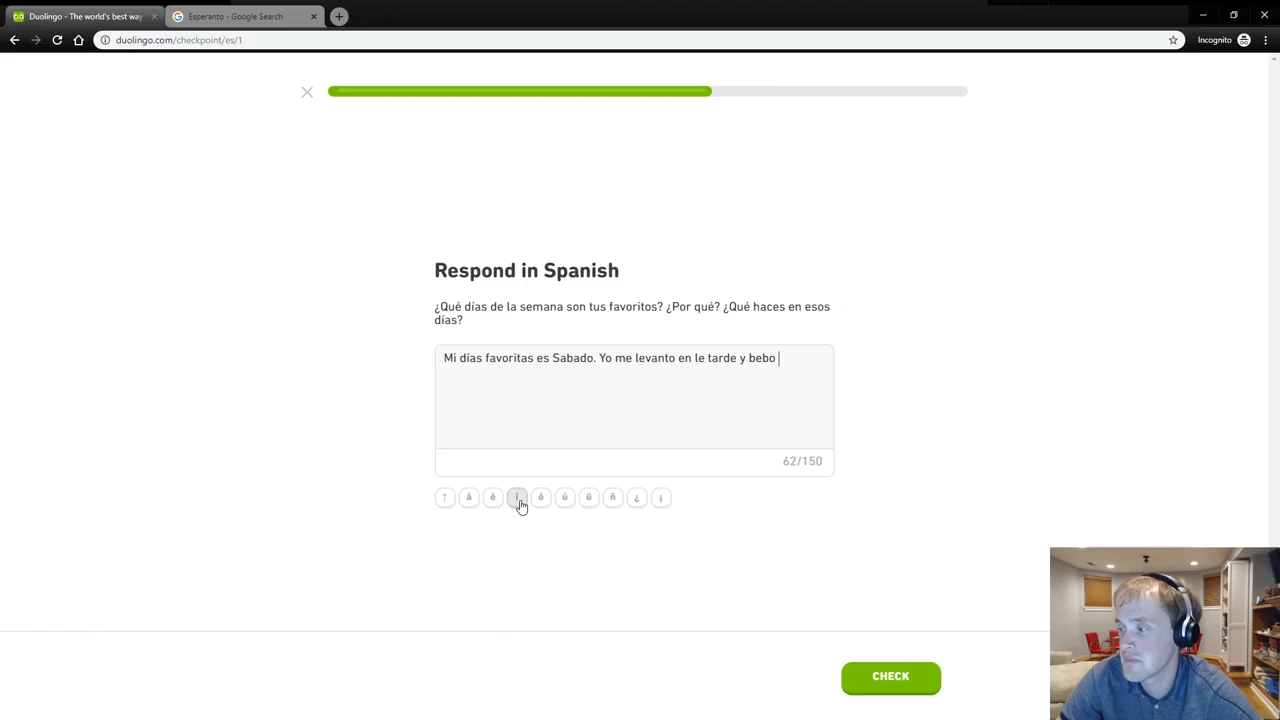 Duolingo - The world's best way
Esperanto - Google Search
duolingo.com/checkpoint/es/1
Incognito
Respond in Spanish
¿Qué días de la semana son tus favoritos? ¿Por qué? ¿Qué haces en esos
días?
Mi días favoritas es Sabado. Yo me levanto en le tarde y bebo
62/150
↑ á é í ó ú ü ñ ¿ ¡
CHECK